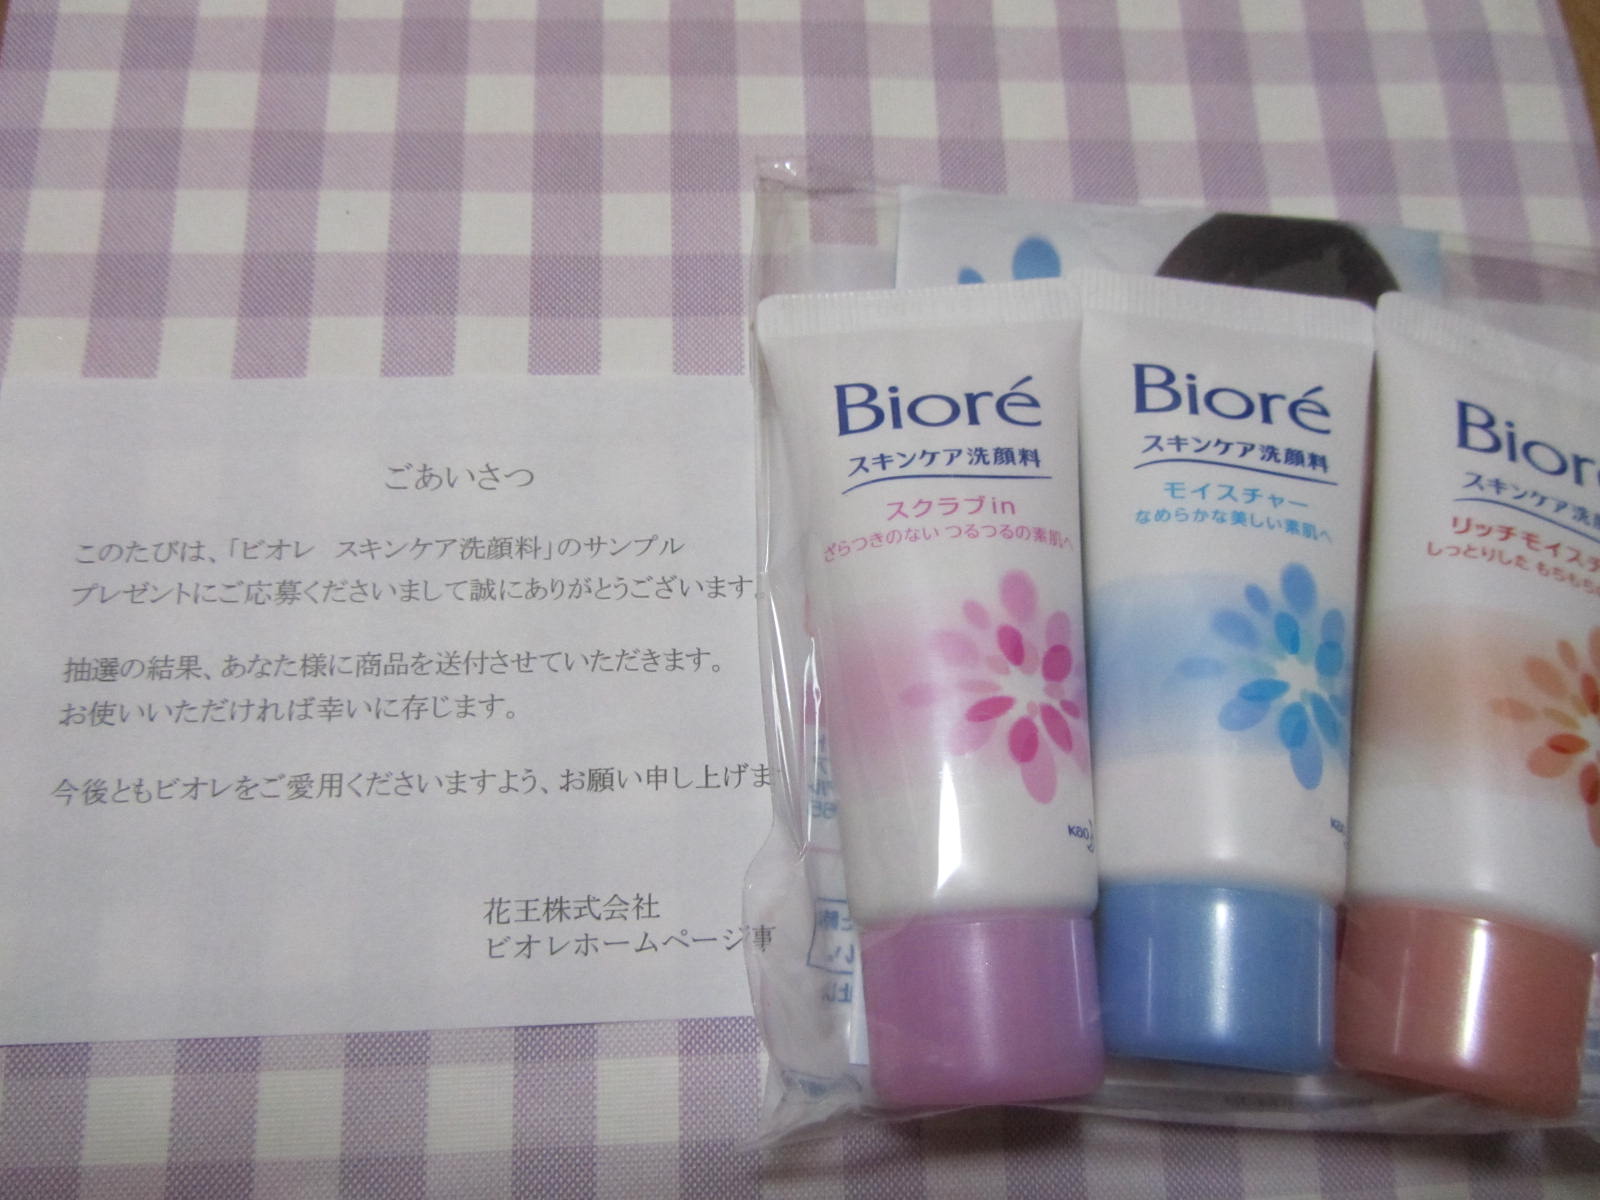 ごあいさつ
このたびは、「ビオレ　スキンケア洗顔料」のサンプル
プレゼントにご応募くださいまして誠にありがとうございます。
抽選の結果、あなた様に商品を送付させていただきます。
お使いいただければ幸いに存じます。
今後ともビオレをご愛用くださいますよう、お願い申し上げま
花王株式会社
ビオレホームページ事
Bioré
スキンケア洗顔料
スクラブin
ざらつきのない つるつるの素肌へ
Kao
Bioré
スキンケア洗顔料
モイスチャー
なめらかな美しい素肌へ
Bior
スキンケア洗
リッチモイスチ
しっとりした もちもち